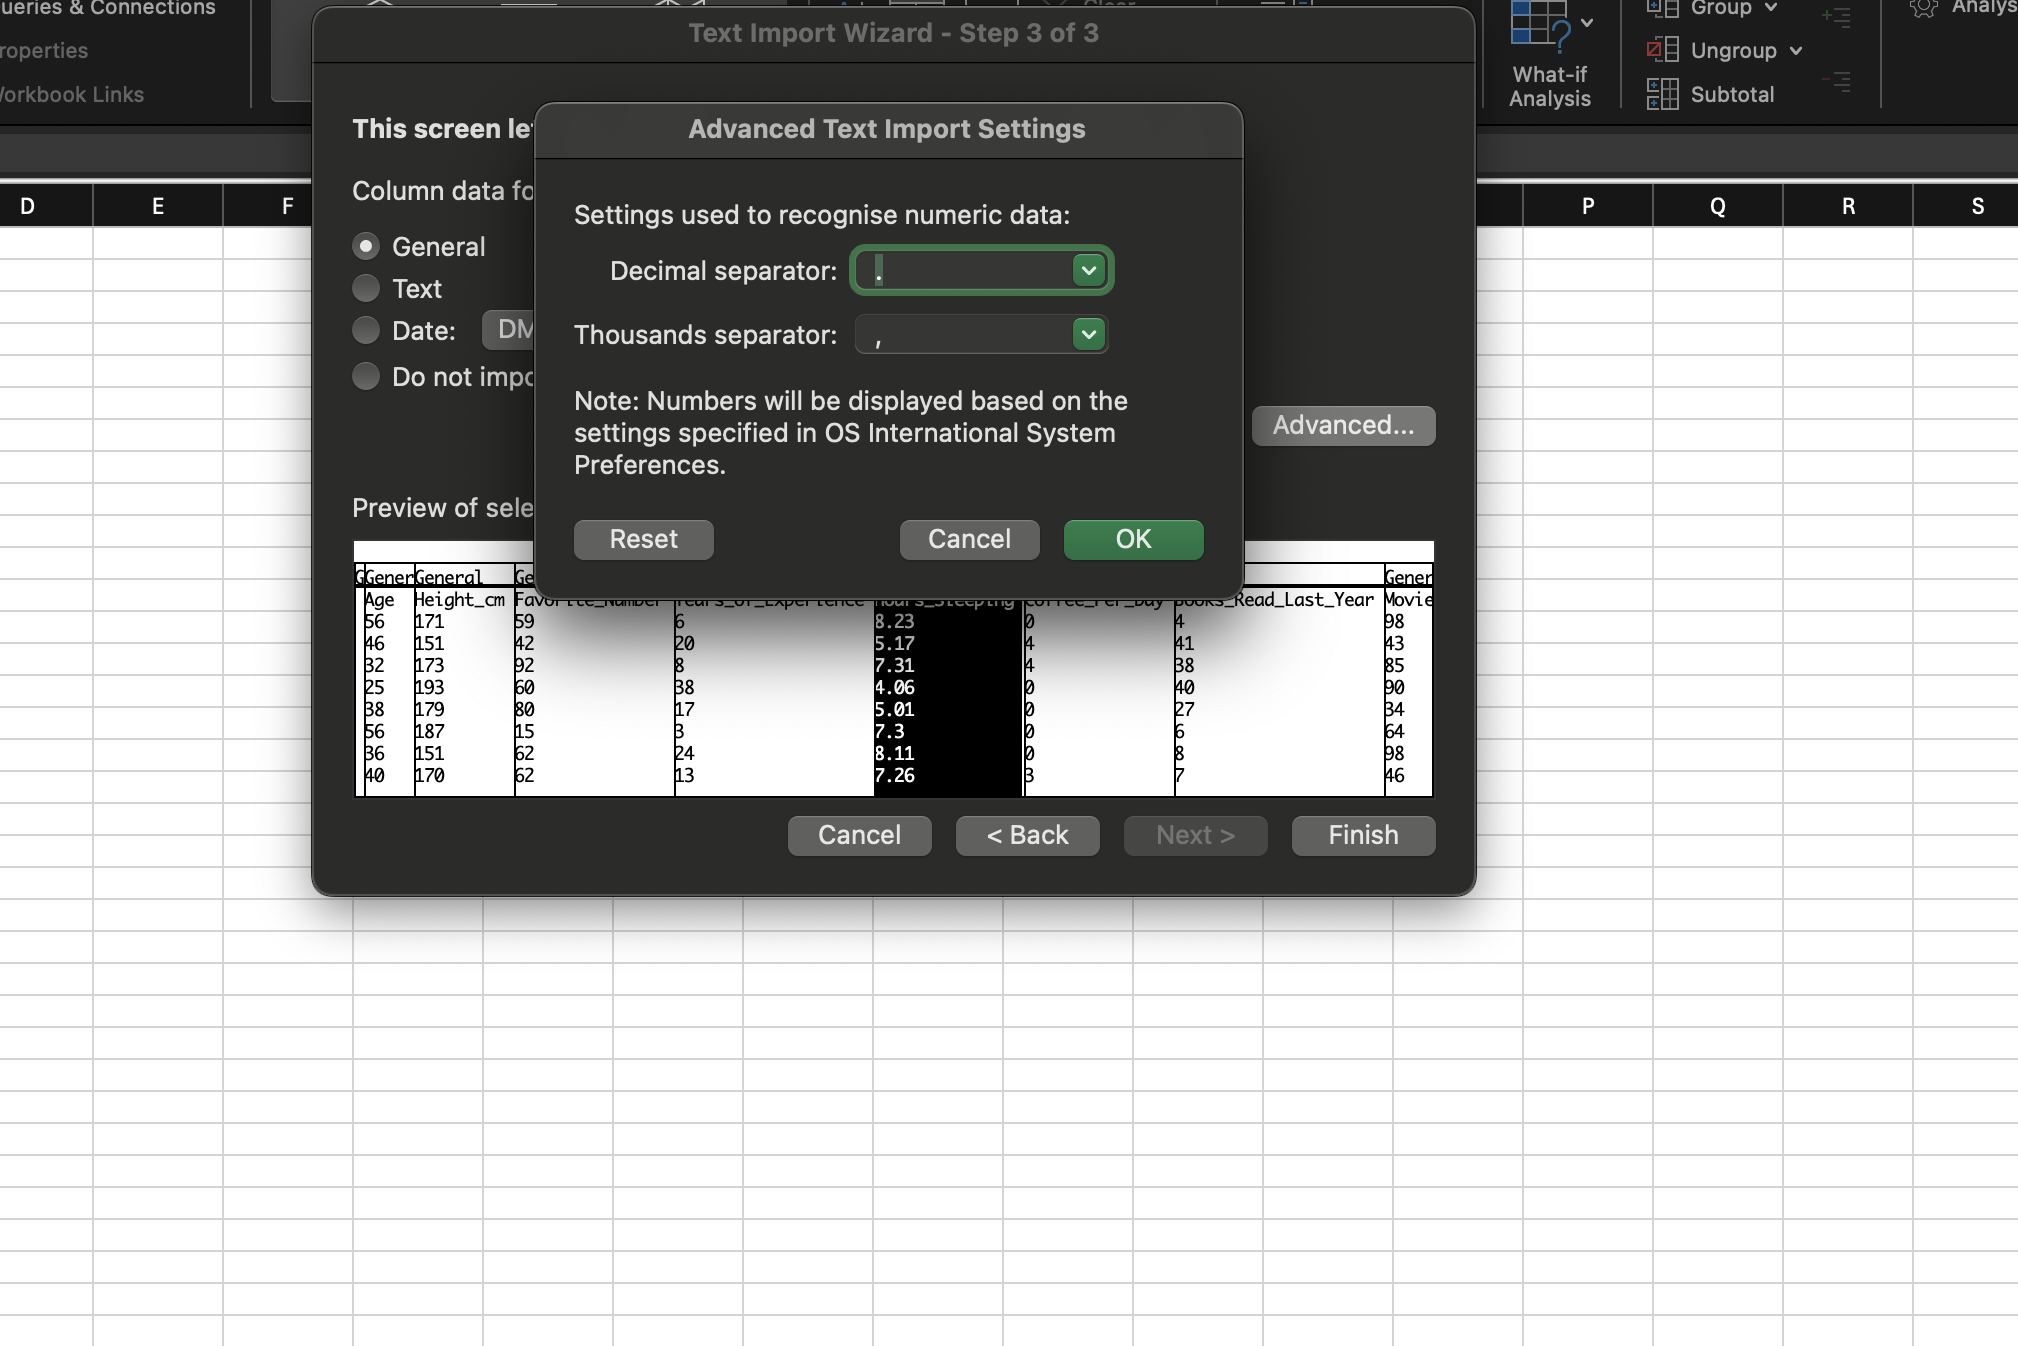 ueries & Connections
roperties
orkbook Links
Clear
What-if
Analysis
Group
Ungroup
Subtotal
Analys
Text Import Wizard - Step 3 of 3
This screen le
Column data fo
General
Text
Date: DM
Do not impo
Advanced...
Advanced Text Import Settings
Settings used to recognise numeric data:
Decimal separator: .
Thousands separator: ,
Note: Numbers will be displayed based on the
settings specified in OS International System
Preferences.
Reset Cancel OK
Preview of sele
G Gener General Ge Gener
Age Height_cm Favorite_Number Years_Of_Experience Hours_Sleeping Coffee_Per_Day Books_Read_Last_Year Movie
56 171 59 6 8.23 0 4 98
46 151 42 20 5.17 4 41 43
32 173 92 8 7.31 4 38 85
25 193 60 38 4.06 0 40 90
38 179 80 17 5.01 0 27 34
56 187 15 3 7.3 0 6 64
36 151 62 24 8.11 0 8 98
40 170 62 13 7.26 3 7 46
Cancel < Back Next > Finish
D E F P Q R S